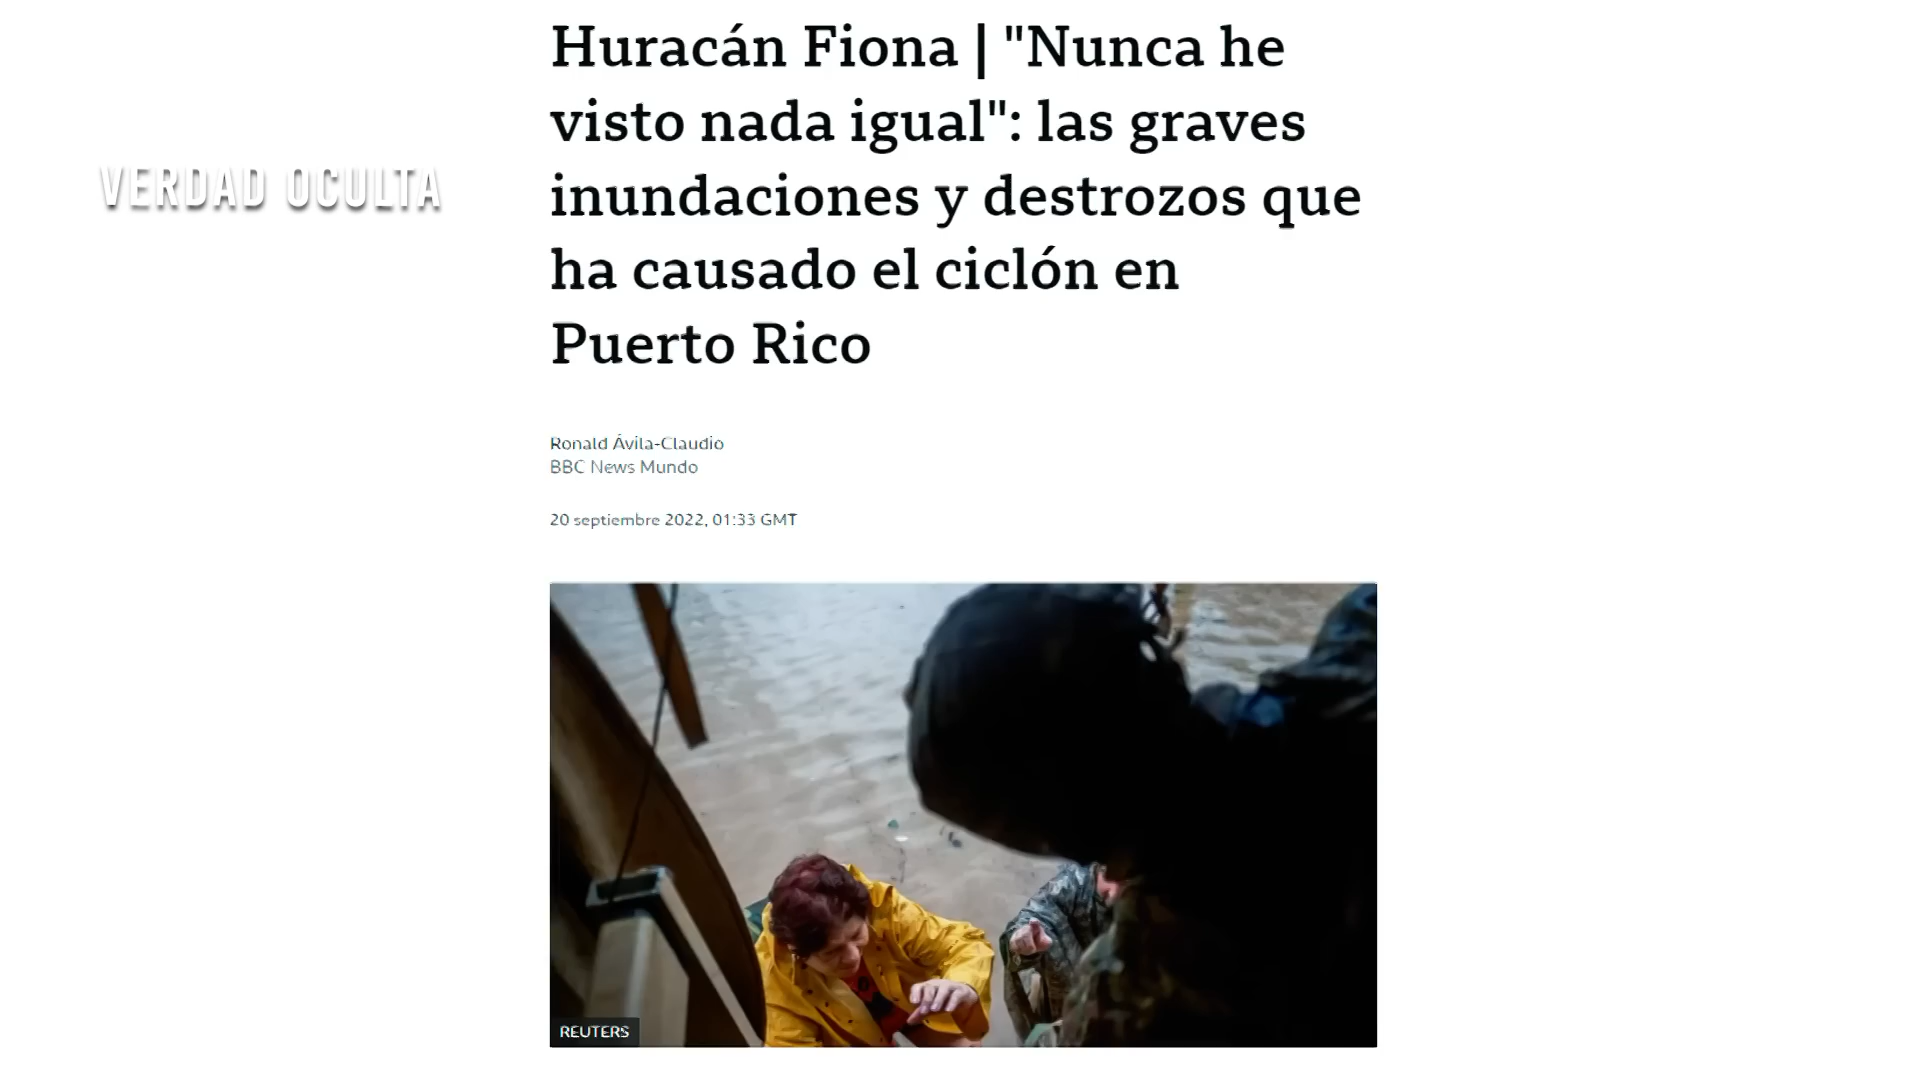 Huracán Fiona | "Nunca he
visto nada igual": las graves
inundaciones y destrozos que
ha causado el ciclón en
Puerto Rico
VERDAD OCULTA
Ronald Ávila-Claudio
BBC News Mundo
20 septiembre 2022, 01:33 GMT
REUTERS